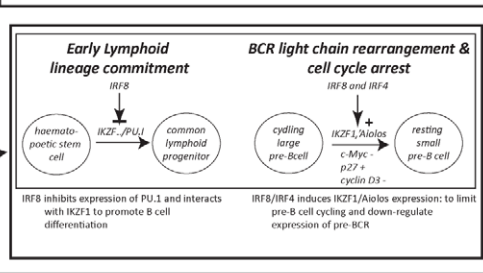 Early Lymphoid
lineage commitment
IRF8
haemato-
poetic stem
cell
IKZF../PU.I
common
lymphoid
progenitor
BCR light chain rearrangement &
cell cycle arrest
IRF8 and IRF4
cydling
large
pre-Bcell
+
IKZF1,/Aiolos
c-Myc -
p27 +
cyclin D3 -
resting
small
pre-B cell
IRF8 inhibits expression of PU.1 and interacts
with IKZF1 to promote B cell
differentiation
IRF8/IRF4 induces IKZF1/Aiolos expression: to limit
pre-B cell cycling and down-regulate
expression of pre-BCR